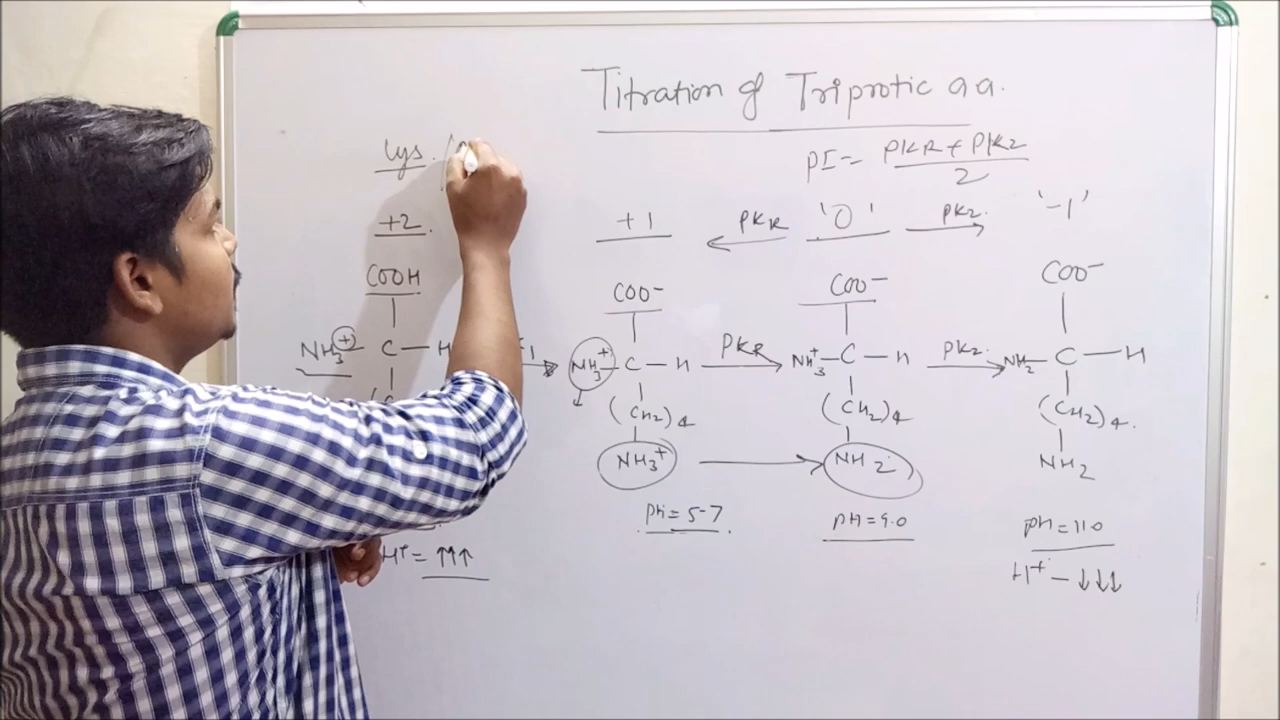 Titration of Triprotic aa.
lys.
PI = PKR + PK2
2
+2
+1
PKR
'0'
PK2.
'-1'
COOH
COO-
COO-
COO-
NH3+ C - H
NH3+ - C - H
PKR
NH3+ - C - H
PK2.
NH2 - C - H
(CH2)4
(CH2)4
(CH2)4.
NH3+
NH2
NH2
PH = 5-7
PH = 9.0
PH = 11.0
H+ = ↑↑↑
H+ - ↓↓↓